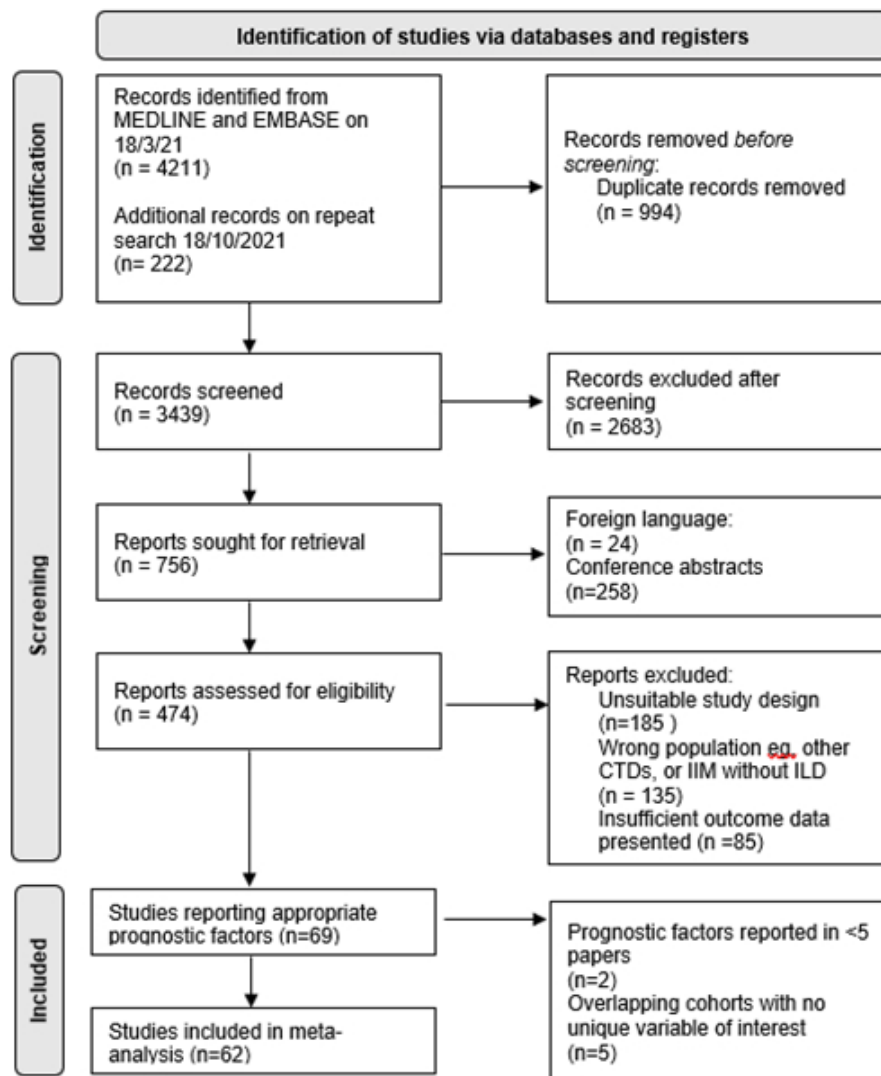 Identification of studies via databases and registers
Identification
Records identified from
MEDLINE and EMBASE on
18/3/21
(n = 4211)
Additional records on repeat
search 18/10/2021
(n= 222)
Records removed before
screening:
Duplicate records removed
(n = 994)
Screening
Records screened
(n = 3439)
Records excluded after
screening
(n = 2683)
Reports sought for retrieval
(n = 756)
Foreign language:
(n = 24)
Conference abstracts
(n=258)
Reports assessed for eligibility
(n = 474)
Reports excluded:
Unsuitable study design
(n=185 )
Wrong population eg. other
CTDs, or IIM without ILD
(n = 135)
Insufficient outcome data
presented (n =85)
Included
Studies reporting appropriate
prognostic factors (n=69)
Prognostic factors reported in <5
papers
(n=2)
Overlapping cohorts with no
unique variable of interest
(n=5)
Studies included in meta-
analysis (n=62)